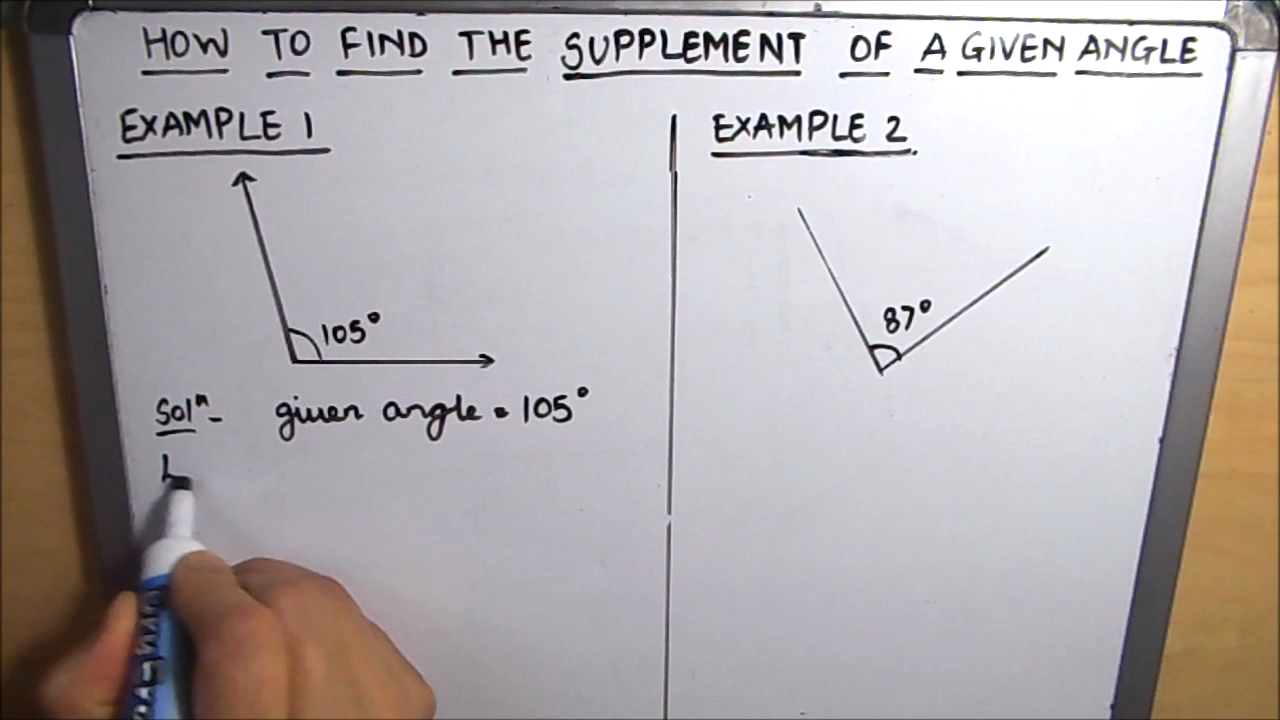 HOW TO FIND THE SUPPLEMENT OF A GIVEN ANGLE
EXAMPLE 1
105°
Solⁿ- given angle = 105°
EXAMPLE 2.
87°